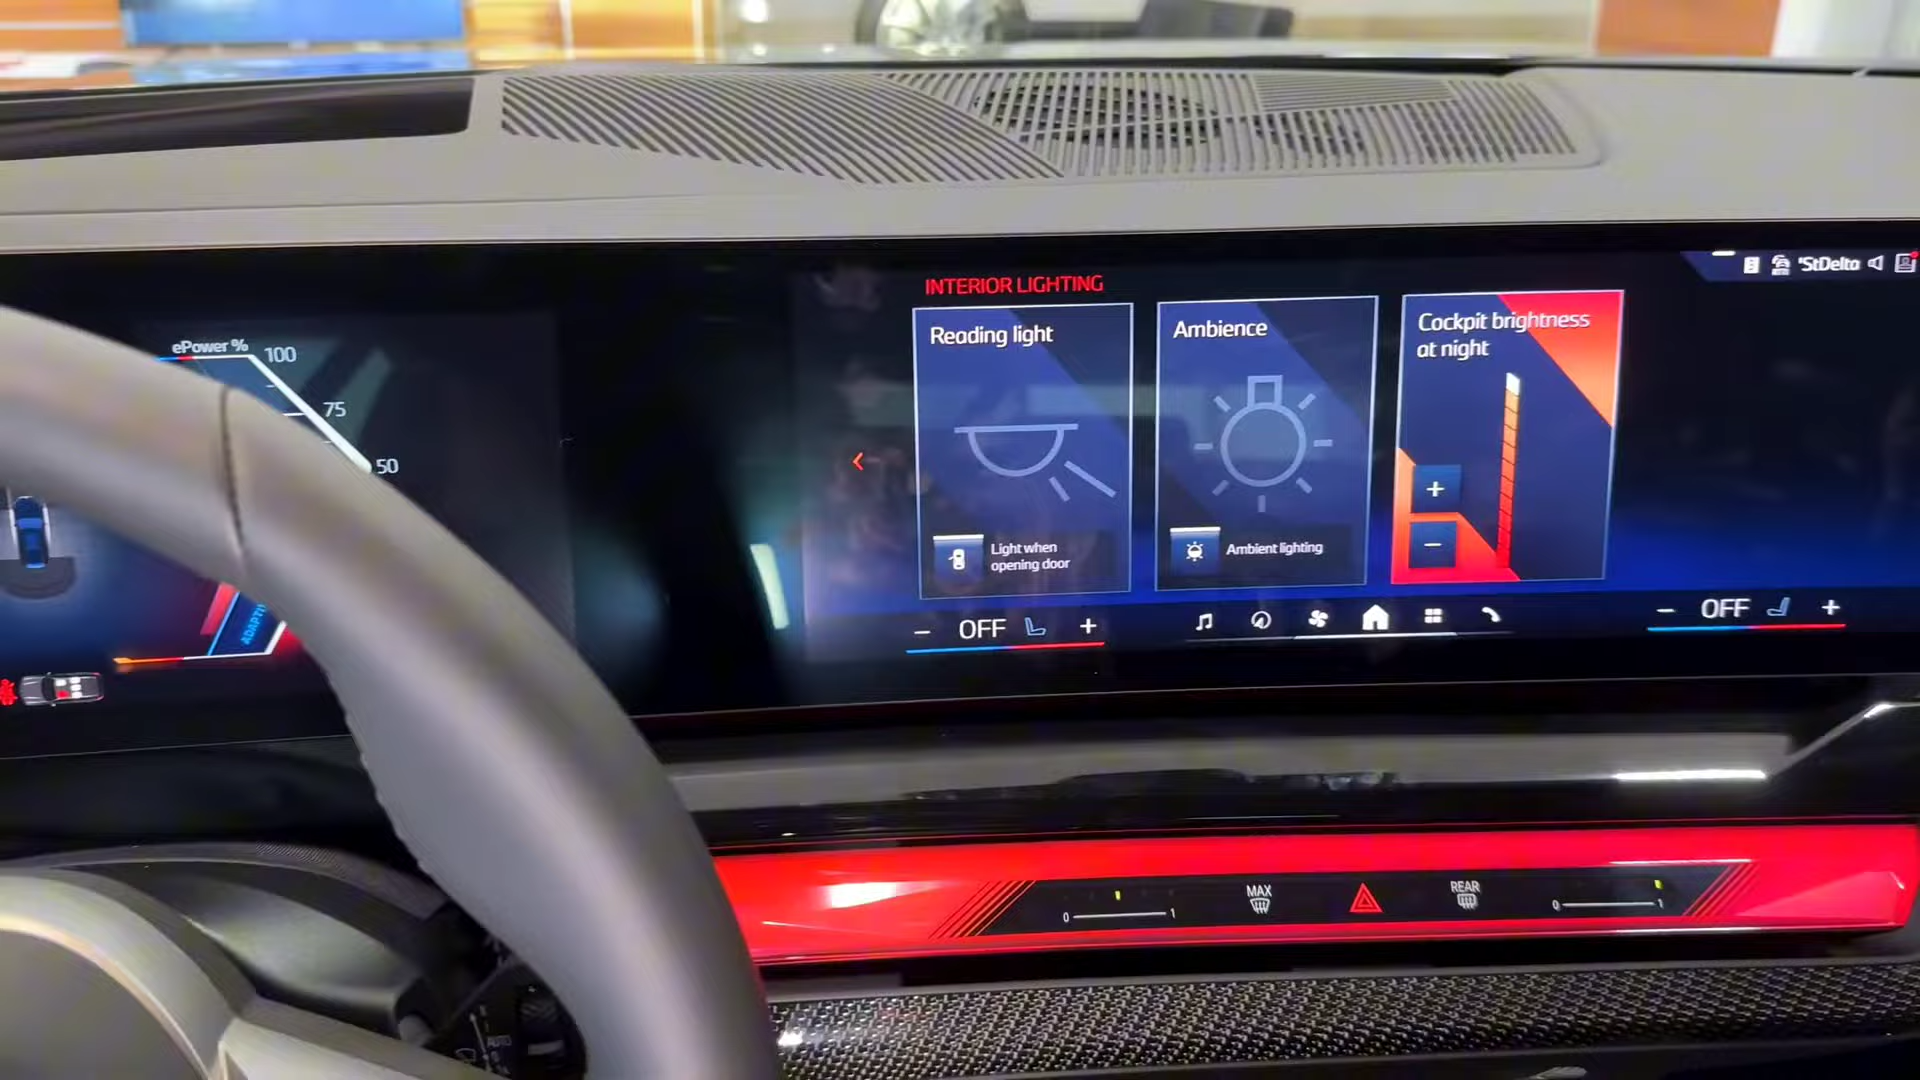 ePower % 100
75
50
INTERIOR LIGHTING
Reading light
Light when
opening door
Ambience
Ambient lighting
Cockpit brightness
at night
+
−
'StDelta
− OFF +
− OFF +
0 1
MAX
REAR
0 1
AUTO